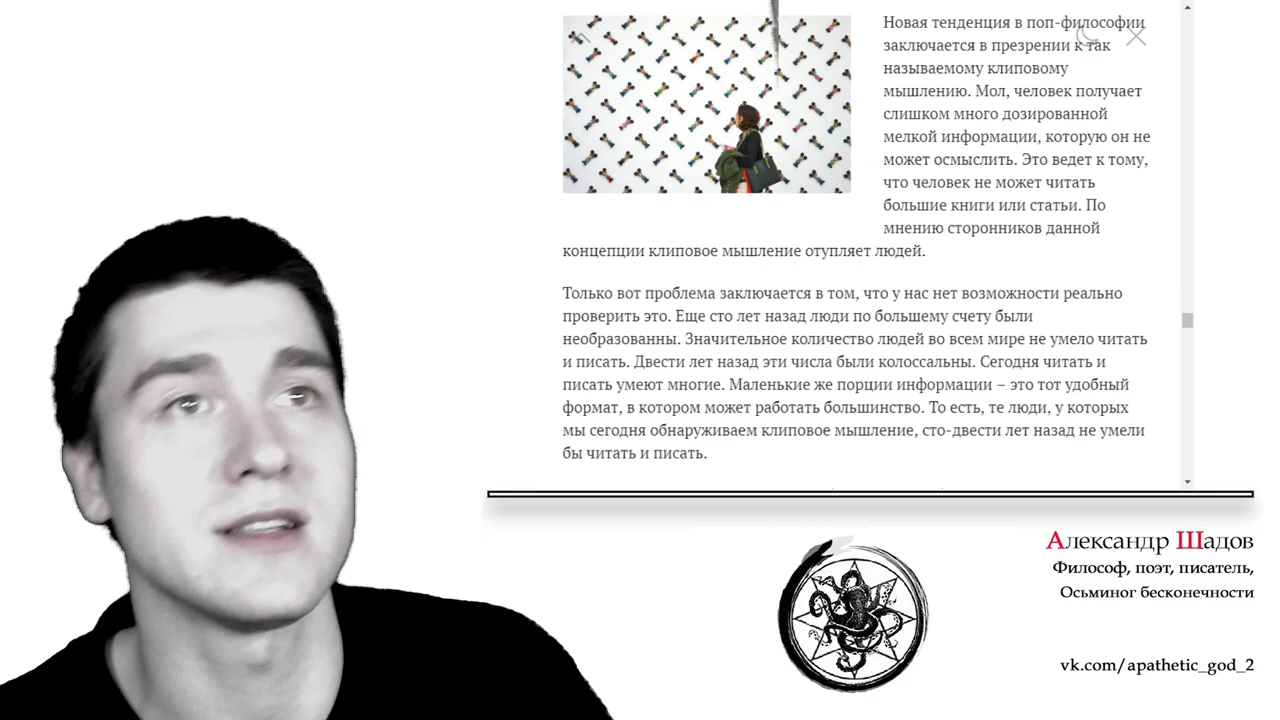 Новая тенденция в поп-философии
заключается в презрении к так
называемому клиповому
мышлению. Мол, человек получает
слишком много дозированной
мелкой информации, которую он не
может осмыслить. Это ведет к тому,
что человек не может читать
большие книги или статьи. По
мнению сторонников данной
концепции клиповое мышление отупляет людей.
Только вот проблема заключается в том, что у нас нет возможности реально
проверить это. Еще сто лет назад люди по большему счету были
необразованны. Значительное количество людей во всем мире не умело читать
и писать. Двести лет назад эти числа были колоссальны. Сегодня читать и
писать умеют многие. Маленькие же порции информации – это тот удобный
формат, в котором может работать большинство. То есть, те люди, у которых
мы сегодня обнаруживаем клиповое мышление, сто-двести лет назад не умели
бы читать и писать.
Александр Шадов
Философ, поэт, писатель,
Осьминог бесконечности
vk.com/apathetic_god_2